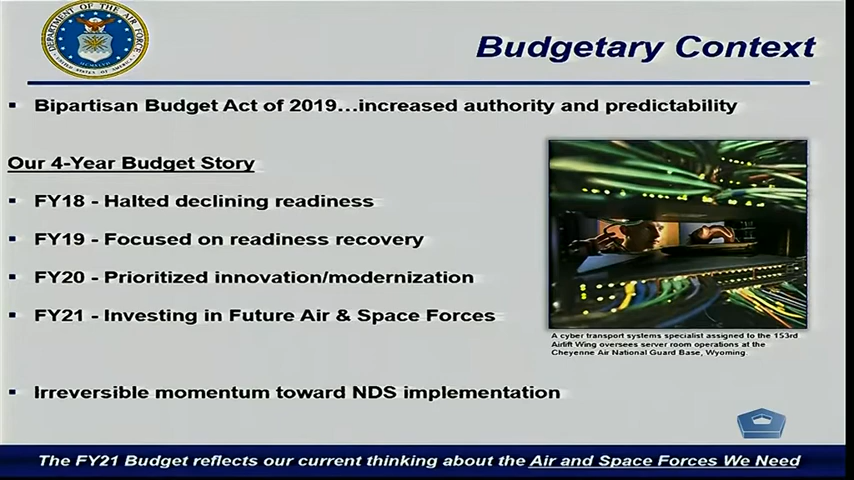 DEPARTMENT OF THE AIR FORCE
UNITED STATES OF AMERICA
MCMXLVII
Budgetary Context
▪ Bipartisan Budget Act of 2019…increased authority and predictability
Our 4-Year Budget Story
▪ FY18 - Halted declining readiness
▪ FY19 - Focused on readiness recovery
▪ FY20 - Prioritized innovation/modernization
▪ FY21 - Investing in Future Air & Space Forces
A cyber transport systems specialist assigned to the 153rd
Airlift Wing oversees server room operations at the
Cheyenne Air National Guard Base, Wyoming
▪ Irreversible momentum toward NDS implementation
The FY21 Budget reflects our current thinking about the Air and Space Forces We Need